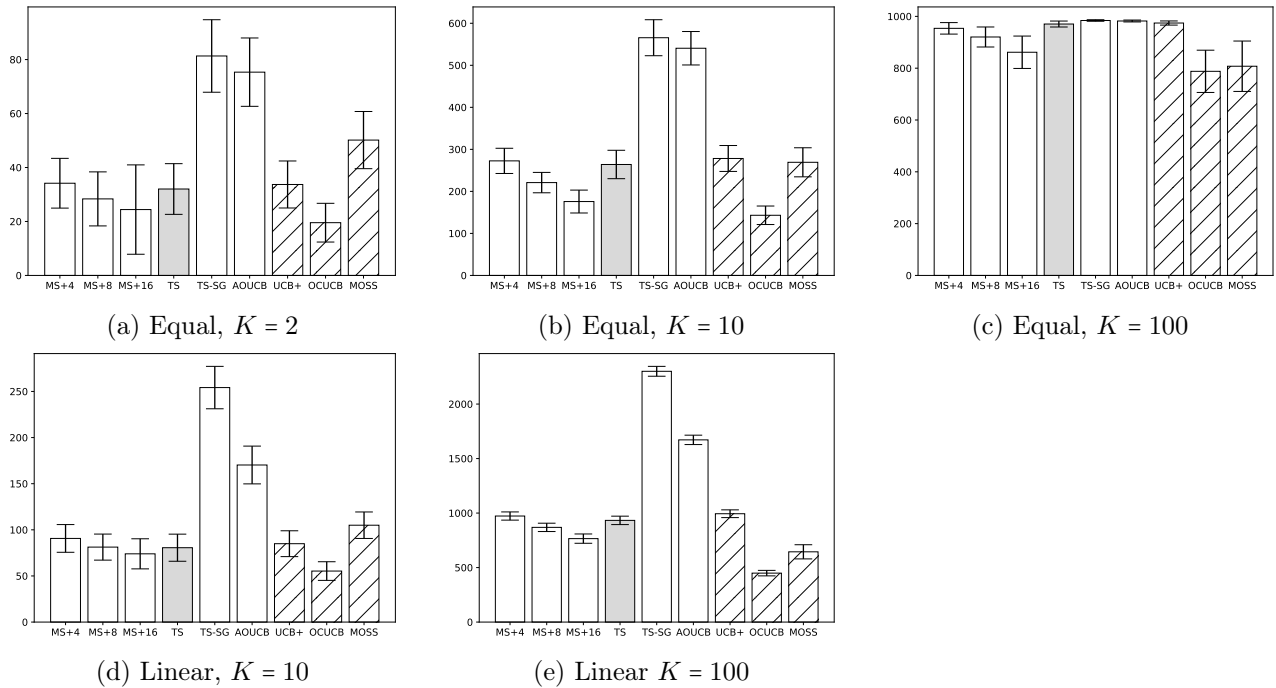 80
60
40
20
0
MS+4 MS+8 MS+16 TS TS-SG AOUCB UCB+ OCUCB MOSS
(a) Equal, K = 2
600
500
400
300
200
100
0
MS+4 MS+8 MS+16 TS TS-SG AOUCB UCB+ OCUCB MOSS
(b) Equal, K = 10
1000
800
600
400
200
0
MS+4 MS+8 MS+16 TS TS-SG AOUCB UCB+ OCUCB MOSS
(c) Equal, K = 100
250
200
150
100
50
0
MS+4 MS+8 MS+16 TS TS-SG AOUCB UCB+ OCUCB MOSS
(d) Linear, K = 10
2000
1500
1000
500
0
MS+4 MS+8 MS+16 TS TS-SG AOUCB UCB+ OCUCB MOSS
(e) Linear K = 100